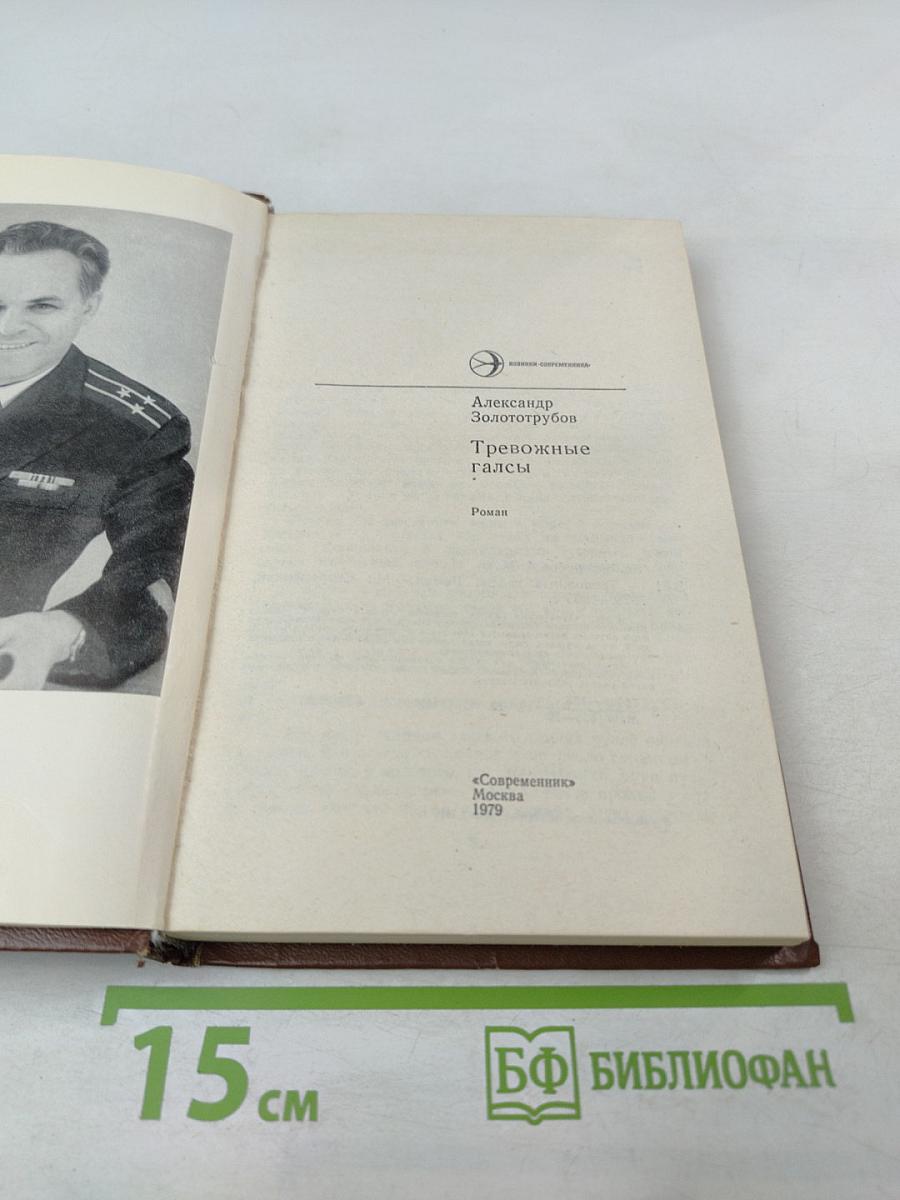 НОВИНКИ «СОВРЕМЕННИКА»
Александр
Золототрубов
Тревожные
галсы
Роман
«Современник»
Москва
1979
15 см
БФ БИБЛИОФАН